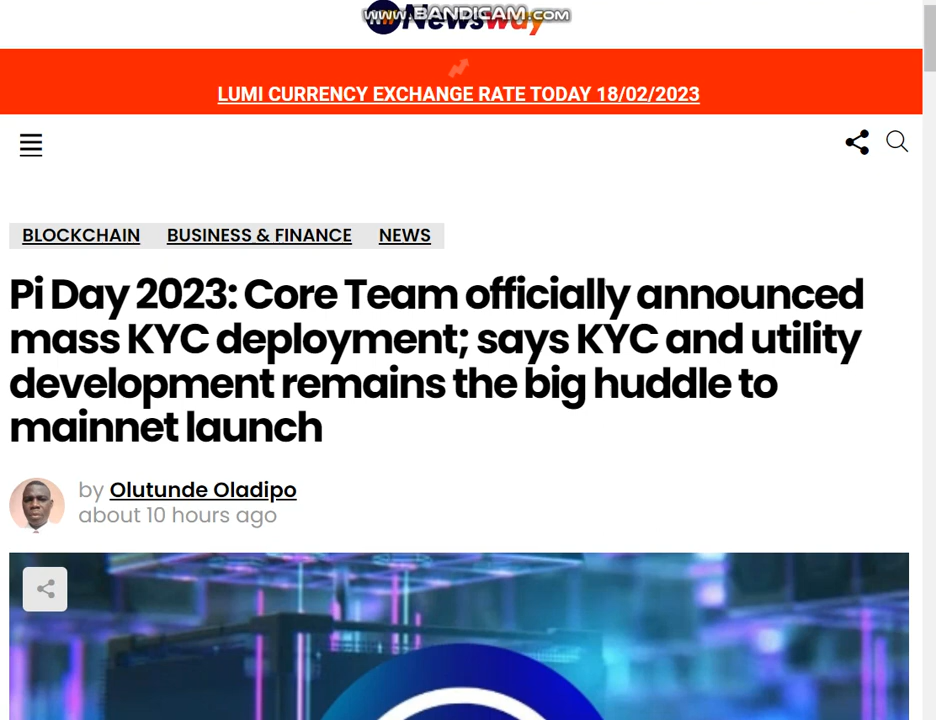 www.BANDICAM.com
Newsway
LUMI CURRENCY EXCHANGE RATE TODAY 18/02/2023
BLOCKCHAIN BUSINESS & FINANCE NEWS
Pi Day 2023: Core Team officially announced
mass KYC deployment; says KYC and utility
development remains the big huddle to
mainnet launch
by Olutunde Oladipo
about 10 hours ago